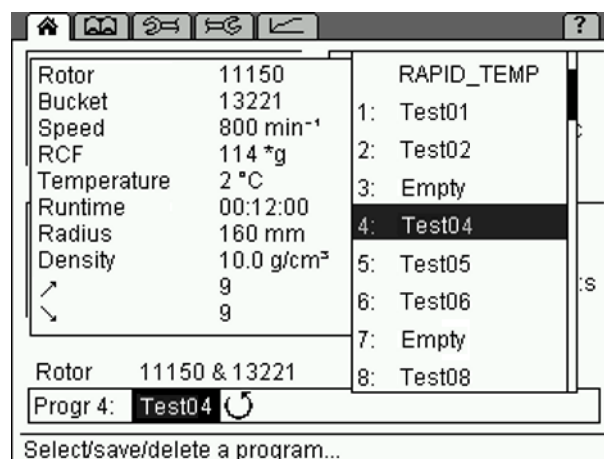 ?
Rotor 11150
Bucket 13221
Speed 800 min⁻¹
RCF 114 *g
Temperature 2 °C
Runtime 00:12:00
Radius 160 mm
Density 10.0 g/cm³
↗ 9
↘ 9
RAPID_TEMP
1: Test01
2: Test02
3: Empty
4: Test04
5: Test05
6: Test06
7: Empty
8: Test08
:s
Rotor 11150 & 13221
Progr 4: Test04
Select/save/delete a program...